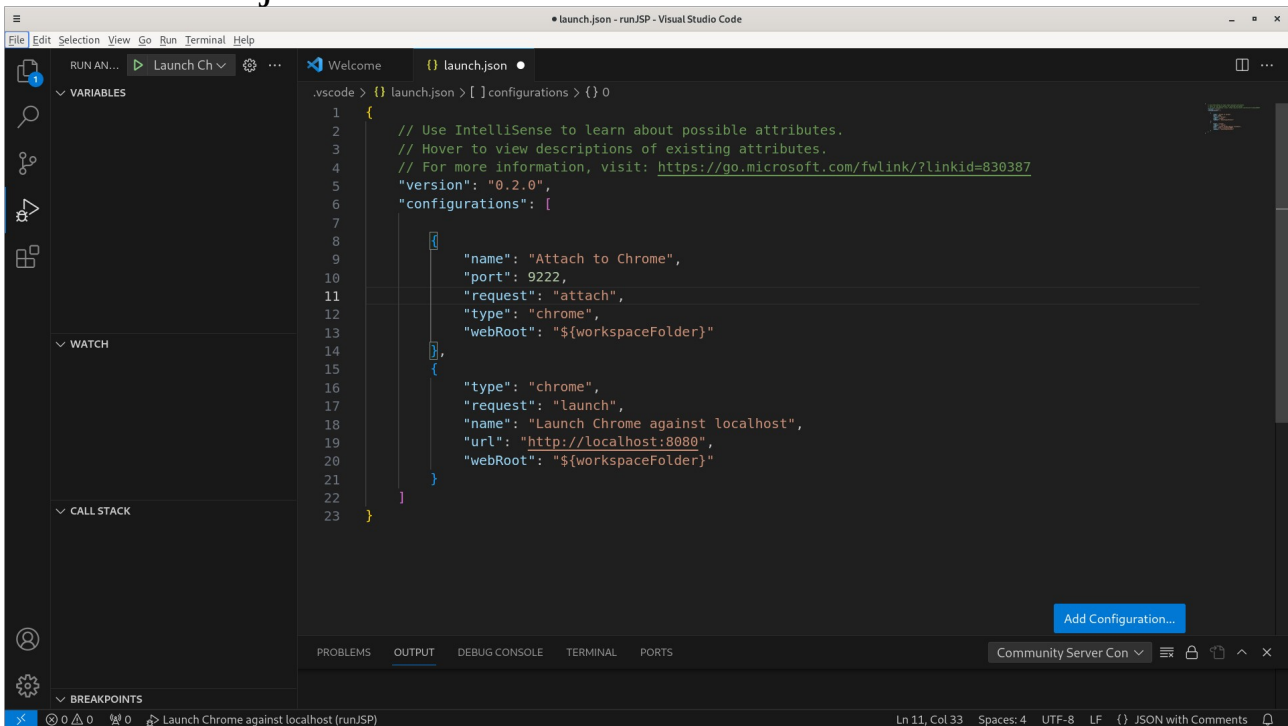 launch.json - runJSP - Visual Studio Code
File Edit Selection View Go Run Terminal Help
RUN AN... Launch Ch
Welcome
{} launch.json
VARIABLES
.vscode > {} launch.json > [ ] configurations > {} 0
1 {
2 // Use IntelliSense to learn about possible attributes.
3 // Hover to view descriptions of existing attributes.
4 // For more information, visit: https://go.microsoft.com/fwlink/?linkid=830387
5 "version": "0.2.0",
6 "configurations": [
7
8 {
9 "name": "Attach to Chrome",
10 "port": 9222,
11 "request": "attach",
12 "type": "chrome",
13 "webRoot": "${workspaceFolder}"
14 },
15 {
16 "type": "chrome",
17 "request": "launch",
18 "name": "Launch Chrome against localhost",
19 "url": "http://localhost:8080",
20 "webRoot": "${workspaceFolder}"
21 }
22 ]
23 }
WATCH
CALL STACK
BREAKPOINTS
1
Add Configuration...
PROBLEMS OUTPUT DEBUG CONSOLE TERMINAL PORTS
Community Server Con
0 0 0 Launch Chrome against localhost (runJSP)
Ln 11, Col 33 Spaces: 4 UTF-8 LF {} JSON with Comments